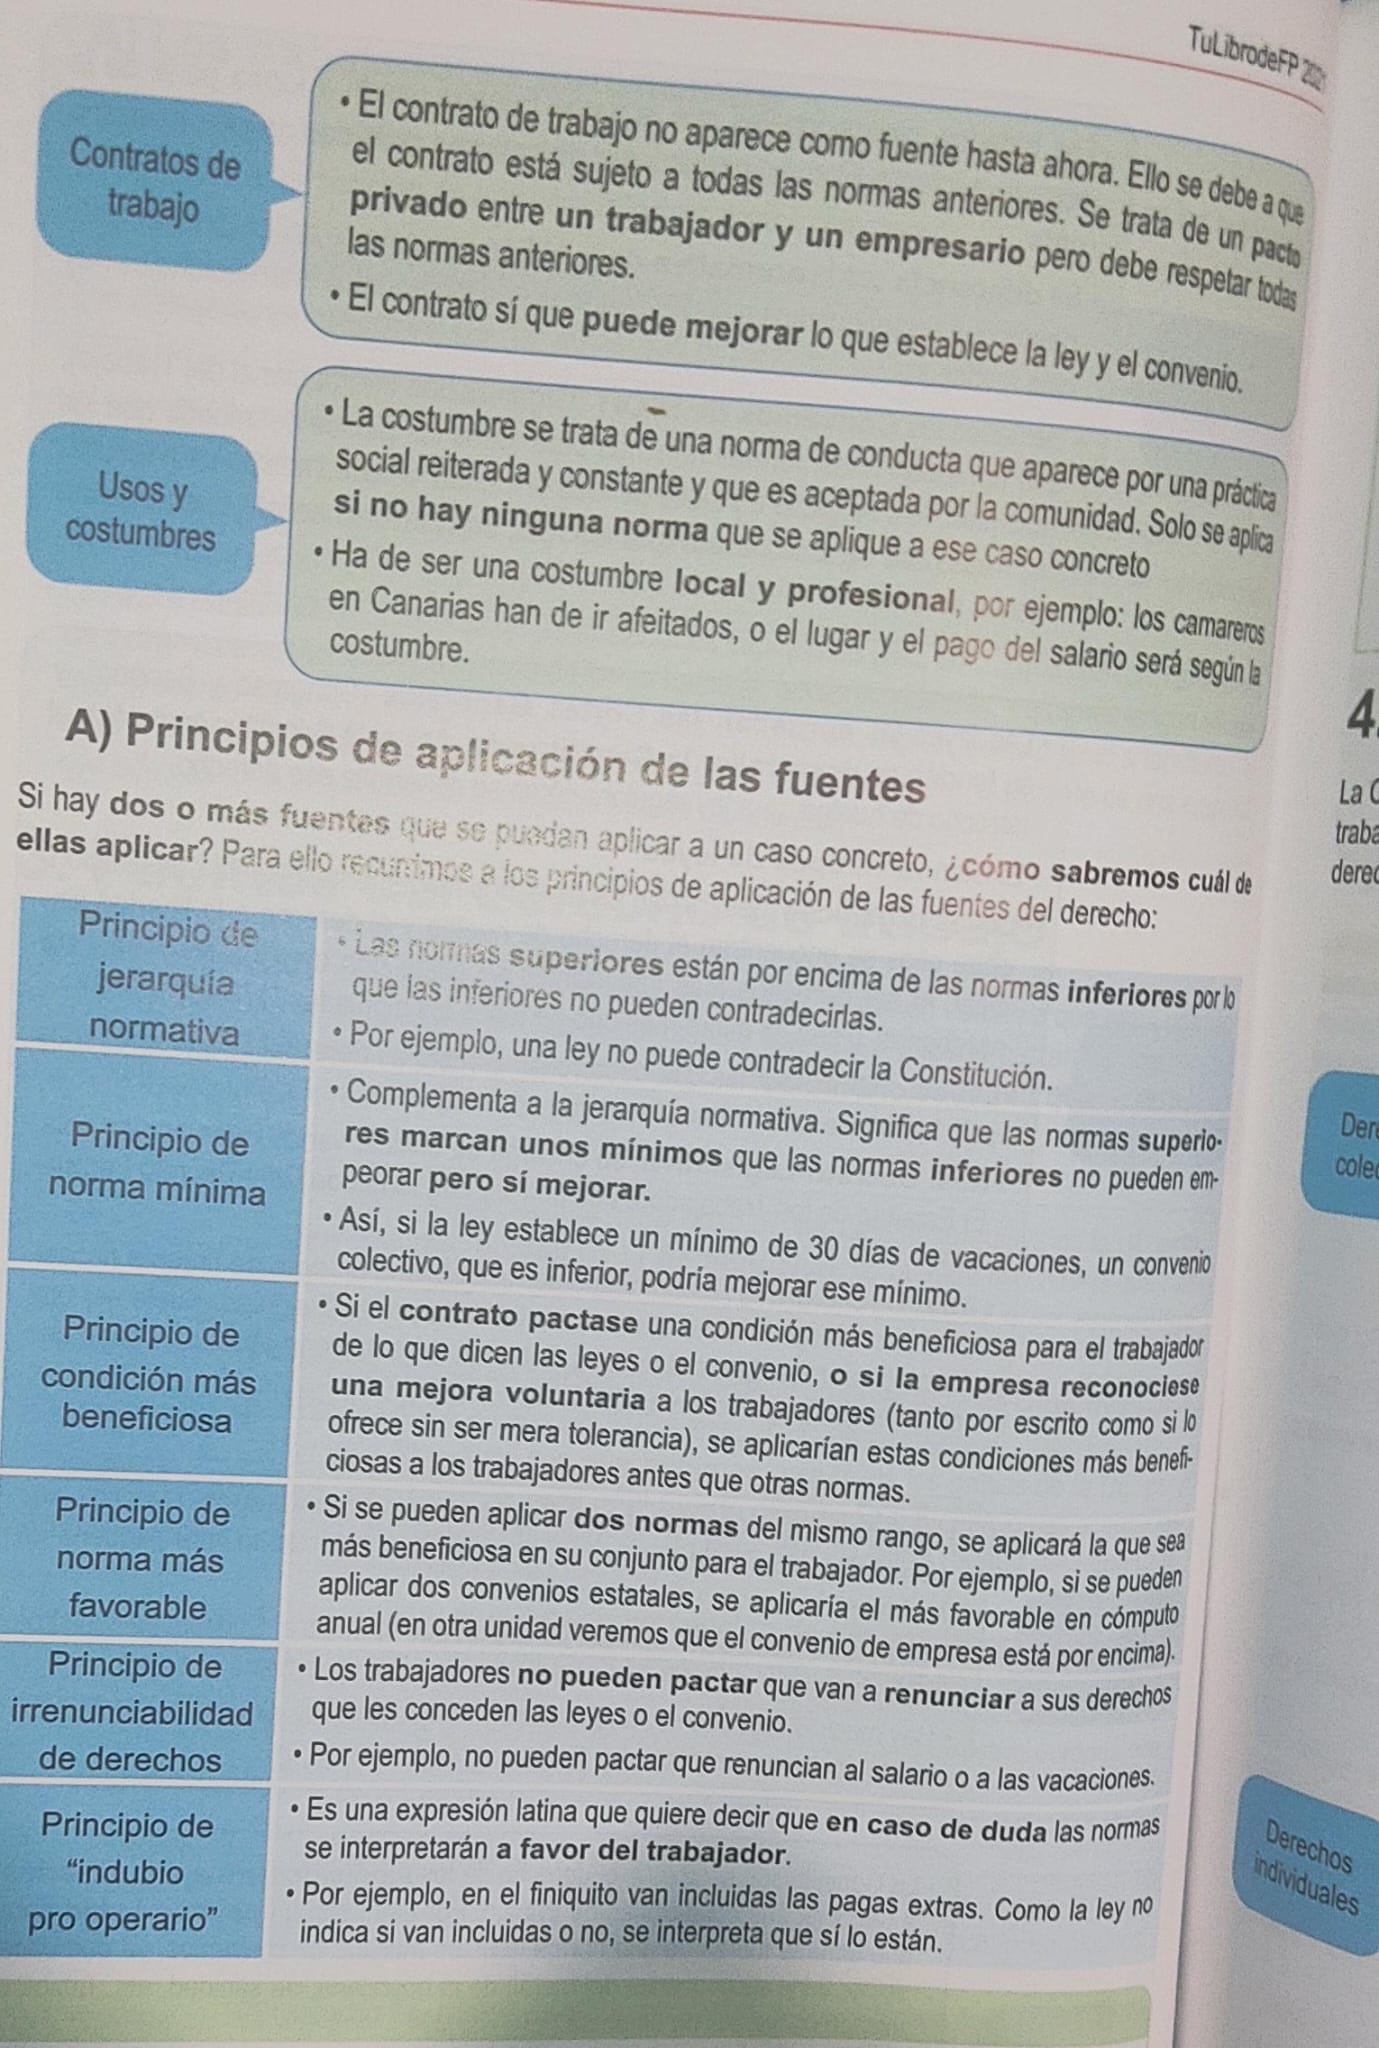 TuLibrodeFP 2021
Contratos de
trabajo
• El contrato de trabajo no aparece como fuente hasta ahora. Ello se debe a que
el contrato está sujeto a todas las normas anteriores. Se trata de un pacto
privado entre un trabajador y un empresario pero debe respetar todas
las normas anteriores.
• El contrato sí que puede mejorar lo que establece la ley y el convenio.
Usos y
costumbres
• La costumbre se trata de una norma de conducta que aparece por una práctica
social reiterada y constante y que es aceptada por la comunidad. Solo se aplica
si no hay ninguna norma que se aplique a ese caso concreto
• Ha de ser una costumbre local y profesional, por ejemplo: los camareros
en Canarias han de ir afeitados, o el lugar y el pago del salario será según la
costumbre.
A) Principios de aplicación de las fuentes
Si hay dos o más fuentes que se puedan aplicar a un caso concreto, ¿cómo sabremos cuál de
ellas aplicar? Para ello recurrimos a los principios de aplicación de las fuentes del derecho:
Principio de
jerarquía
normativa
• Las normas superiores están por encima de las normas inferiores por lo
que las inferiores no pueden contradecirlas.
• Por ejemplo, una ley no puede contradecir la Constitución.
Principio de
norma mínima
• Complementa a la jerarquía normativa. Significa que las normas superio-
res marcan unos mínimos que las normas inferiores no pueden em-
peorar pero sí mejorar.
• Así, si la ley establece un mínimo de 30 días de vacaciones, un convenio
colectivo, que es inferior, podría mejorar ese mínimo.
Principio de
condición más
beneficiosa
• Si el contrato pactase una condición más beneficiosa para el trabajador
de lo que dicen las leyes o el convenio, o si la empresa reconociese
una mejora voluntaria a los trabajadores (tanto por escrito como si lo
ofrece sin ser mera tolerancia), se aplicarían estas condiciones más benefi-
ciosas a los trabajadores antes que otras normas.
Principio de
norma más
favorable
• Si se pueden aplicar dos normas del mismo rango, se aplicará la que sea
más beneficiosa en su conjunto para el trabajador. Por ejemplo, si se pueden
aplicar dos convenios estatales, se aplicaría el más favorable en cómputo
anual (en otra unidad veremos que el convenio de empresa está por encima).
Principio de
irrenunciabilidad
de derechos
• Los trabajadores no pueden pactar que van a renunciar a sus derechos
que les conceden las leyes o el convenio.
• Por ejemplo, no pueden pactar que renuncian al salario o a las vacaciones.
Principio de
“indubio
pro operario”
• Es una expresión latina que quiere decir que en caso de duda las normas
se interpretarán a favor del trabajador.
• Por ejemplo, en el finiquito van incluidas las pagas extras. Como la ley no
indica si van incluidas o no, se interpreta que sí lo están.
4.
La
Derechos
individuales